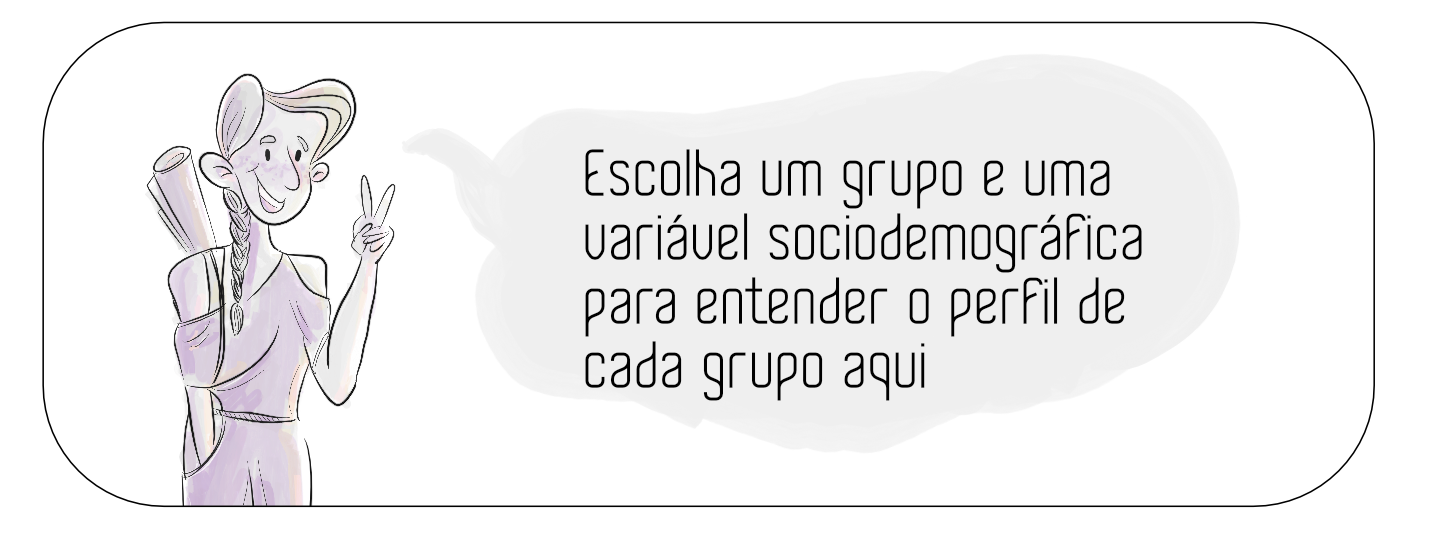 Escolha um grupo e uma
variável sociodemográfica
para entender o perfil de
cada grupo aqui